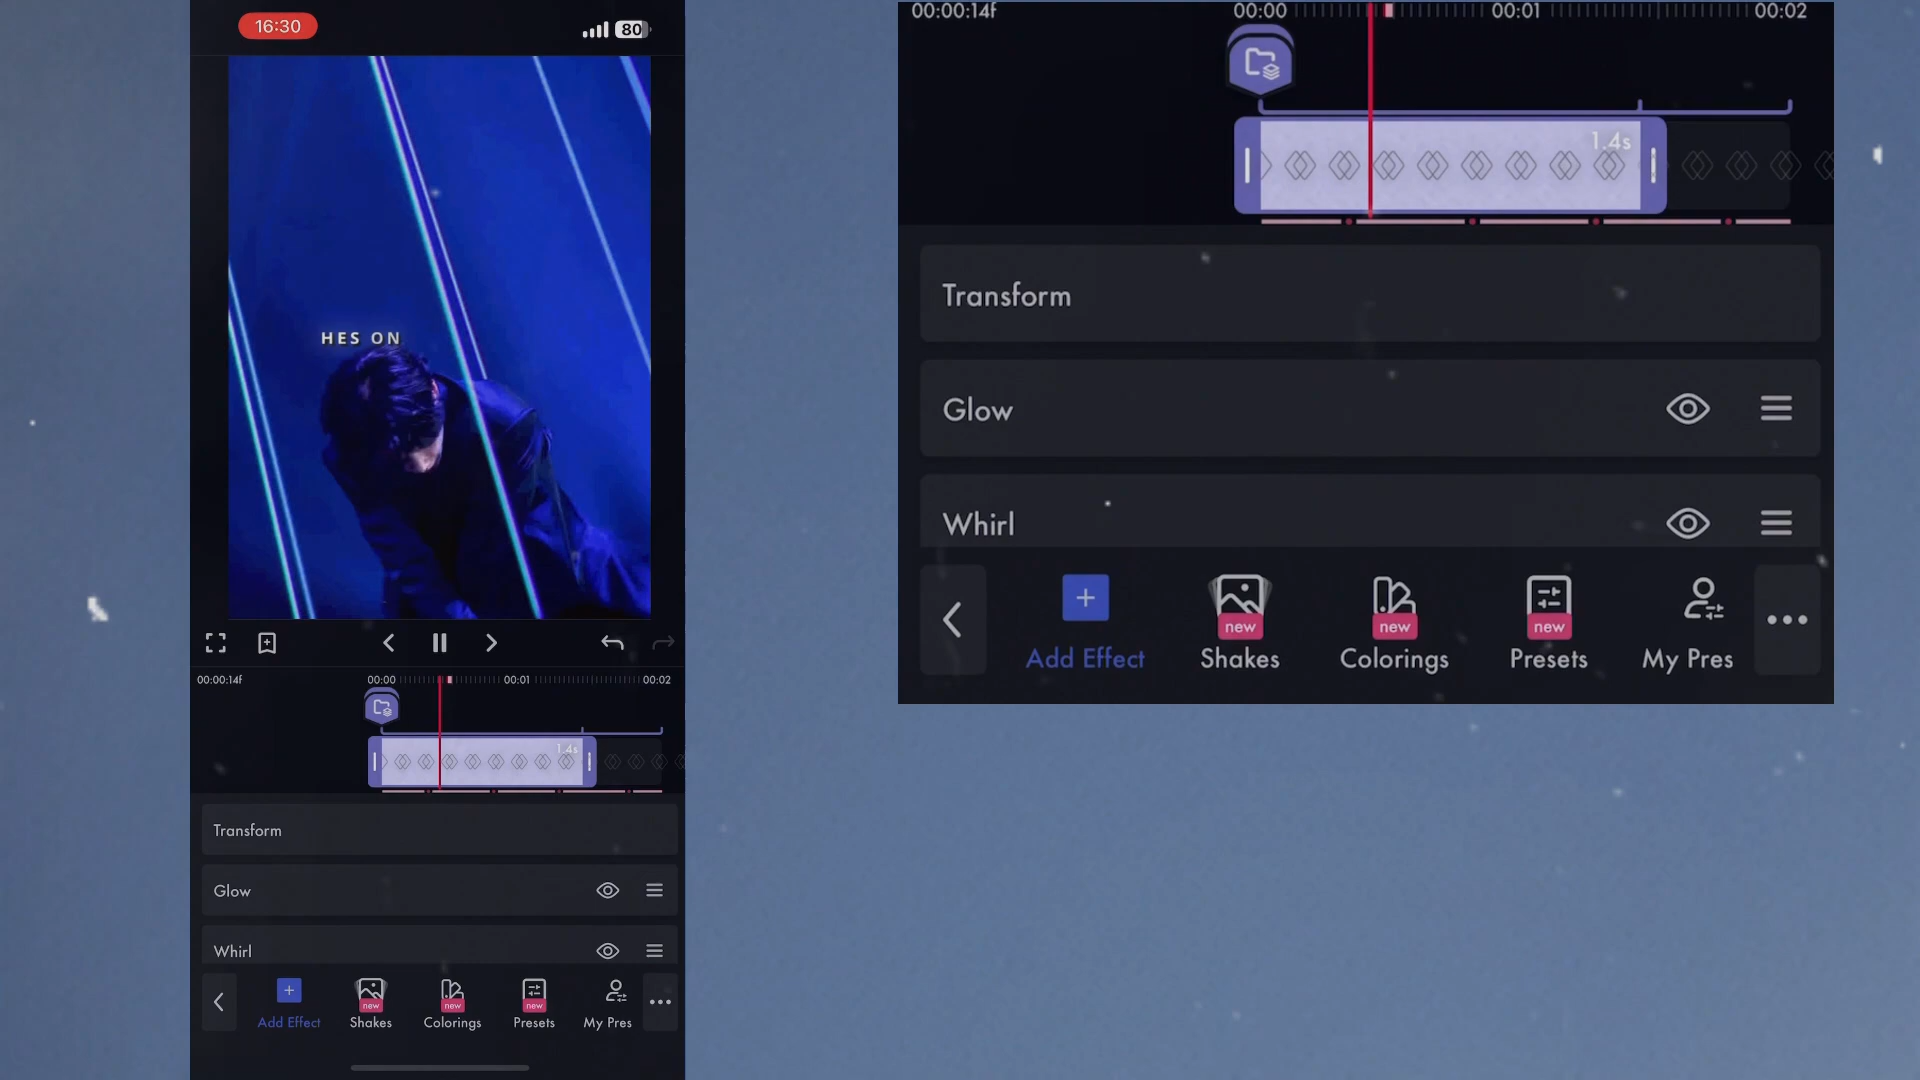 16:30
80
HES ON
00:00:14f 00:00 00:01 00:02
1.4s
Transform
Glow
Whirl
new new new
Add Effect Shakes Colorings Presets My Pres
00:00:14f 00:00 00:01 00:02
1.4s
Transform
Glow
Whirl
new new new
Add Effect Shakes Colorings Presets My Pres